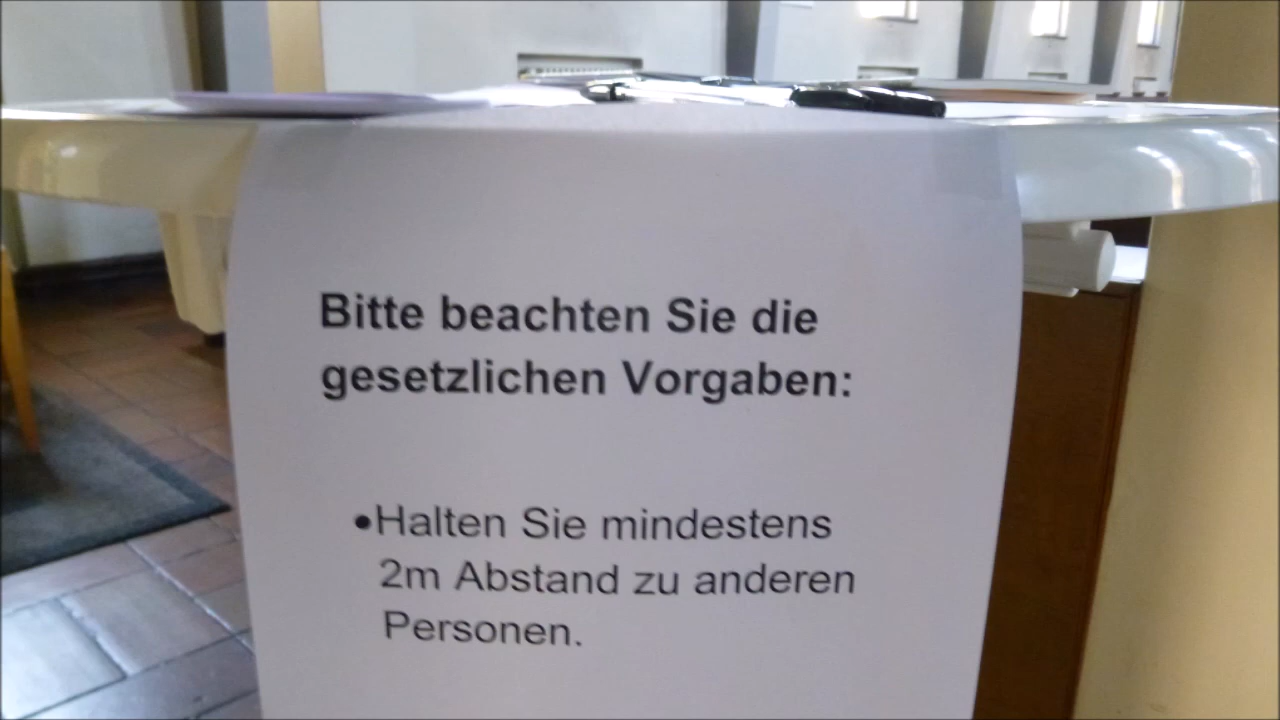 Bitte beachten Sie die
gesetzlichen Vorgaben:
•Halten Sie mindestens
2m Abstand zu anderen
Personen.